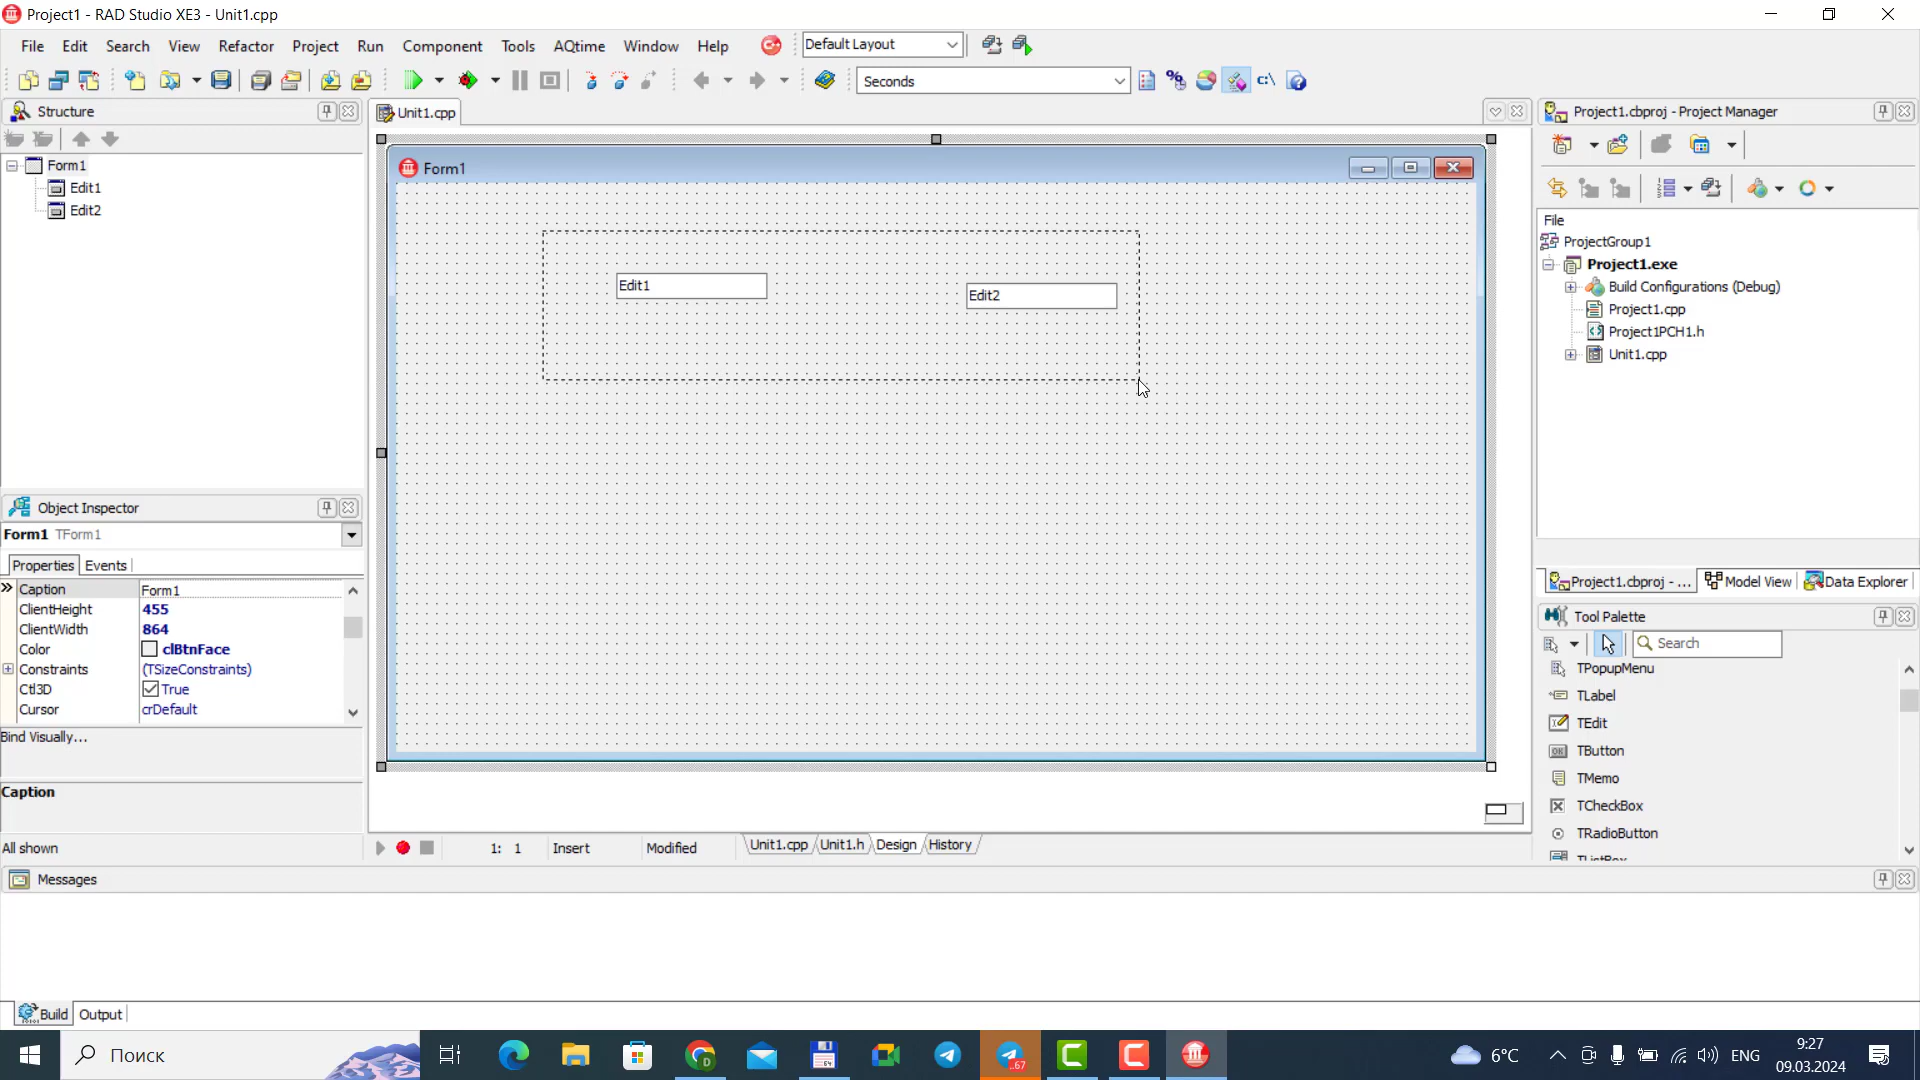 Project1 - RAD Studio XE3 - Unit1.cpp
File Edit Search View Refactor Project Run Component Tools AQtime Window Help Default Layout
Seconds
Structure
Form1
Edit1
Edit2
Object Inspector
Form1 TForm1
Properties Events
Caption Form1
ClientHeight 455
ClientWidth 864
Color clBtnFace
Constraints (TSizeConstraints)
Ctl3D True
Cursor crDefault
Bind Visually...
Caption
All shown
Unit1.cpp
Form1
Edit1
Edit2
1: 1 Insert Modified Unit1.cpp Unit1.h Design History
Project1.cbproj - Project Manager
File
ProjectGroup1
Project1.exe
Build Configurations (Debug)
Project1.cpp
Project1PCH1.h
Unit1.cpp
Project1.cbproj - ... Model View Data Explorer
Tool Palette
Search
TPopupMenu
TLabel
TEdit
TButton
TMemo
TCheckBox
TRadioButton
Messages
Build Output
Поиск
67
6°C
ENG
9:27
09.03.2024